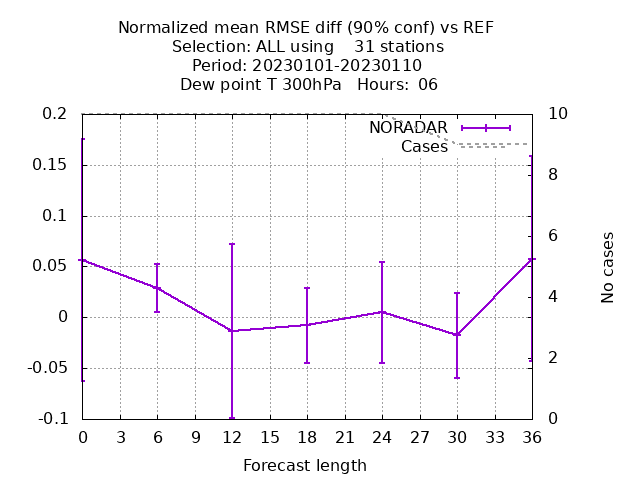 Normalized mean RMSE diff (90% conf) vs REF
Selection: ALL using    31 stations
Period: 20230101-20230110
Dew point T 300hPa   Hours:  06
NORADAR
Cases
0.2
0.15
0.1
0.05
0
-0.05
-0.1
10
8
6
4
2
0
No cases
0 3 6 9 12 15 18 21 24 27 30 33 36
Forecast length